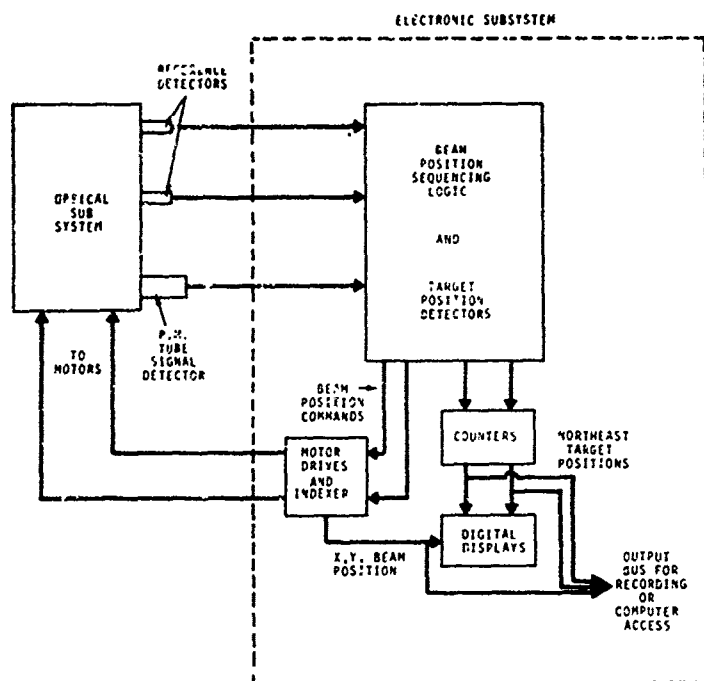 ELECTRONIC SUBSYSTEM
REFERENCE
DETECTORS
OPTICAL
SUB
SYSTEM
BEAM
POSITION
SEQUENCING
LOGIC
AND
TARGET
POSITION
DETECTORS
TO
MOTORS
P.M.
TUBE
SIGNAL
DETECTOR
BEAM
POSITION
COMMANDS
COUNTERS
NORTHEAST
TARGET
POSITIONS
MOTOR
DRIVES
AND
INDEXER
DIGITAL
DISPLAYS
X.Y. BEAM
POSITION
OUTPUT
BUS FOR
RECORDING
OR
COMPUTER
ACCESS